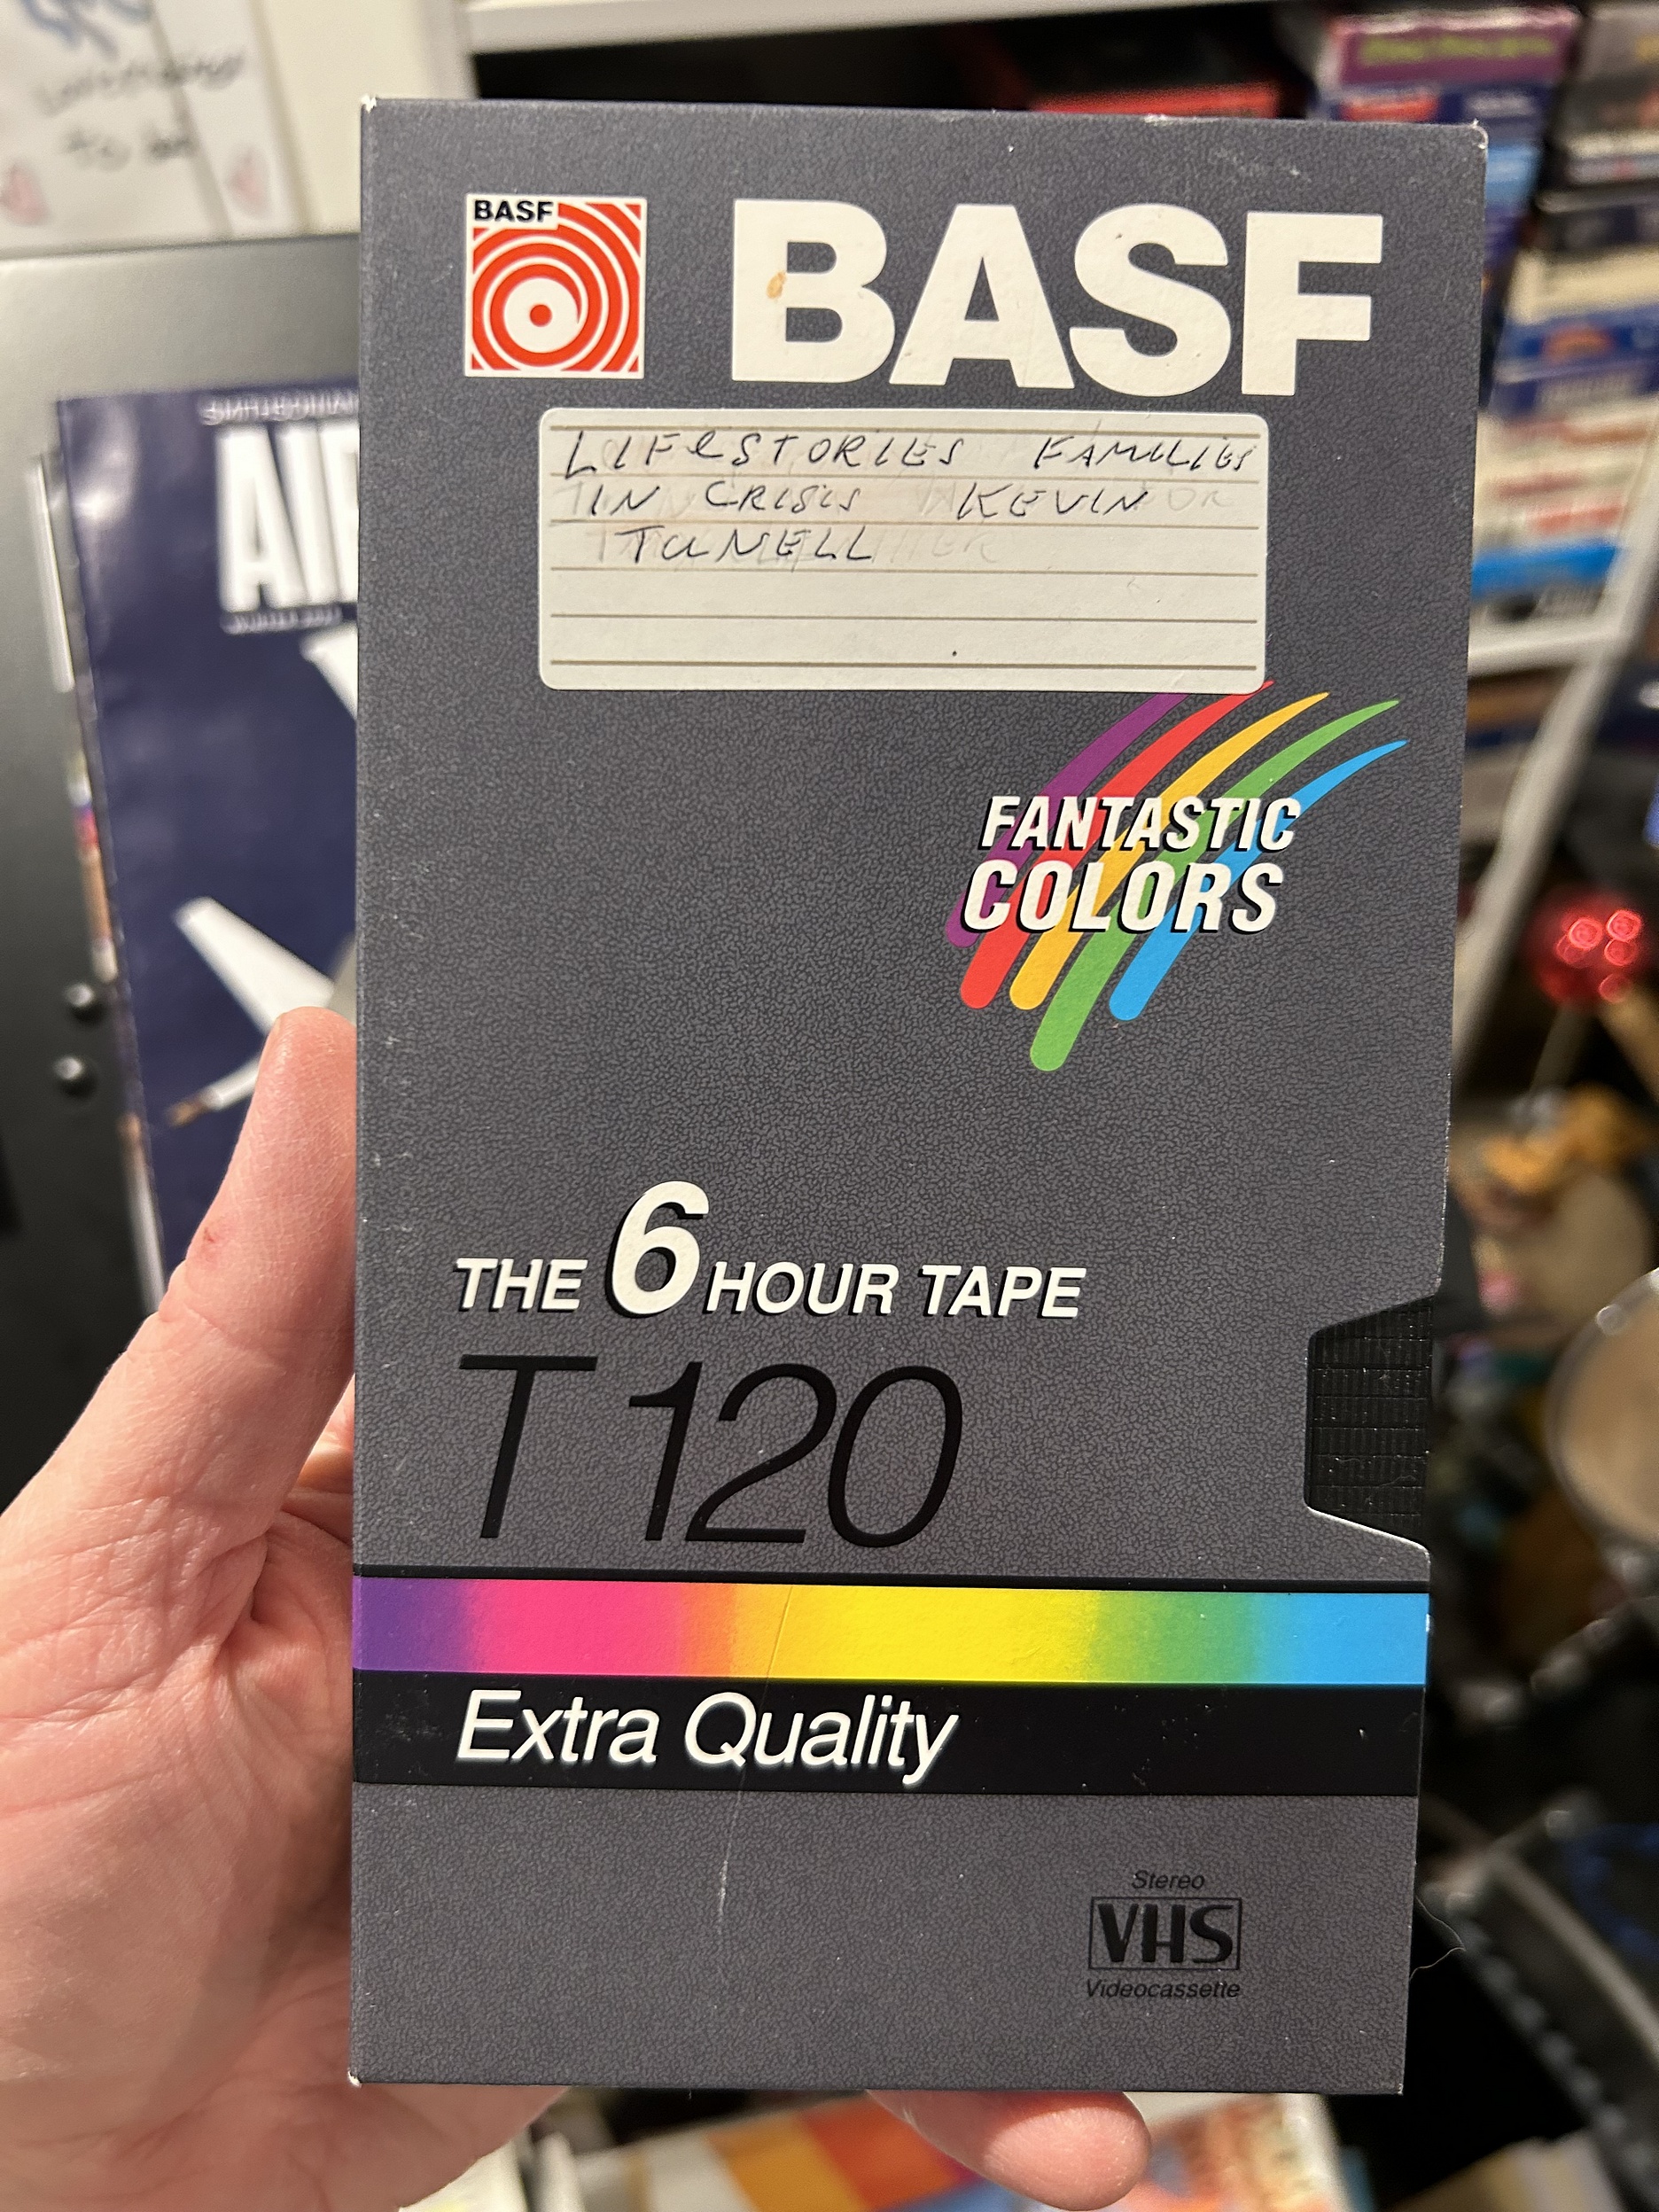 BASF
BASF
LIFESTORIES FAMILIES
IN CRISIS KEVIN
TUNELL
FANTASTIC
COLORS
THE 6 HOUR TAPE
T 120
Extra Quality
Stereo
VHS
Videocassette
AI